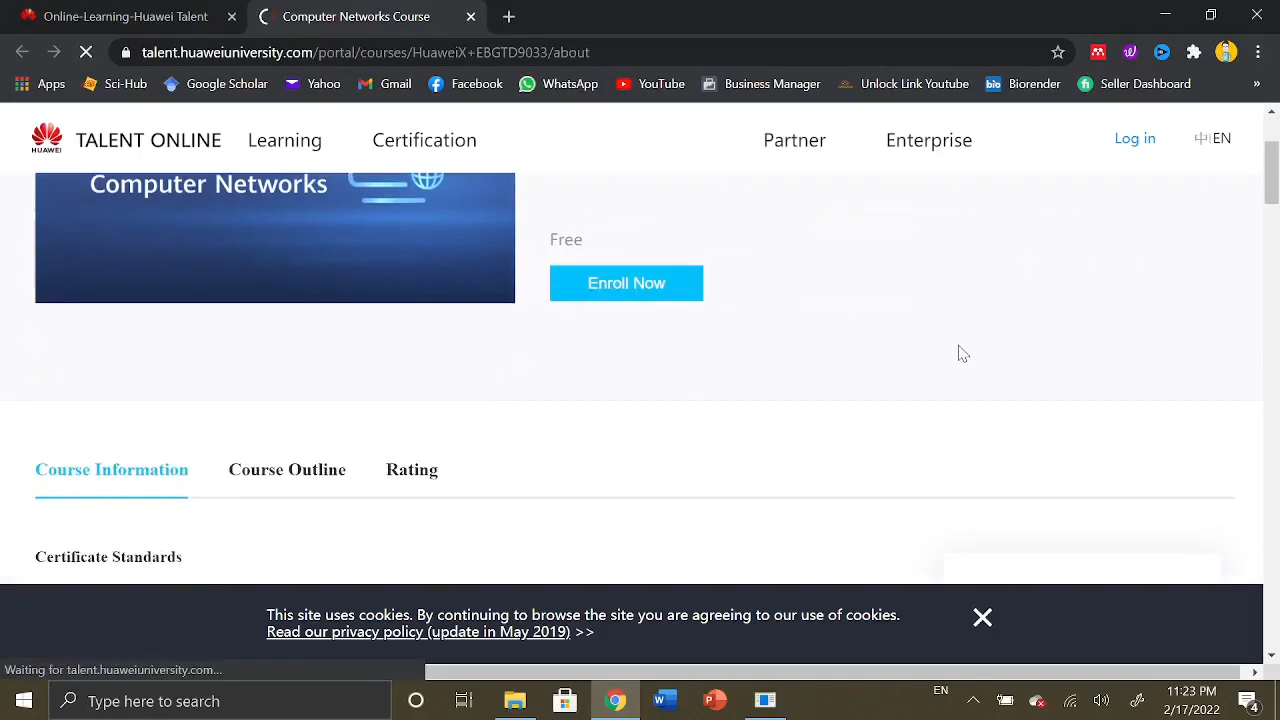 Online-Learning-Huawei Talent
Computer Networks Course
talent.huaweiuniversity.com/portal/courses/HuaweiX+EBGTD9033/about
Apps
Sci-Hub
Google Scholar
Yahoo
Gmail
Facebook
WhatsApp
YouTube
Business Manager
Unlock Link Youtube
bio
Biorender
fi
Seller Dashboard
»
HUAWEI
TALENT ONLINE
Learning
Certification
Partner
Enterprise
Log in
中|EN
Computer Networks
Free
Enroll Now
Course Information
Course Outline
Rating
Certificate Standards
This site uses cookies. By continuing to browse the site you are agreeing to our use of cookies.
Read our privacy policy (update in May 2019) >>
Waiting for talent.huaweiuniversity.com...
Type here to search
EN
11:23 PM
2/17/2022
4